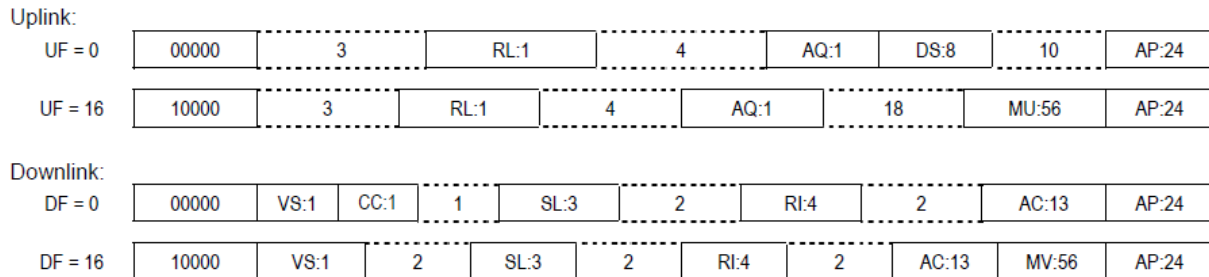 Uplink:
UF = 0 00000 3 RL:1 4 AQ:1 DS:8 10 AP:24
UF = 16 10000 3 RL:1 4 AQ:1 18 MU:56 AP:24
Downlink:
DF = 0 00000 VS:1 CC:1 1 SL:3 2 RI:4 2 AC:13 AP:24
DF = 16 10000 VS:1 2 SL:3 2 RI:4 2 AC:13 MV:56 AP:24